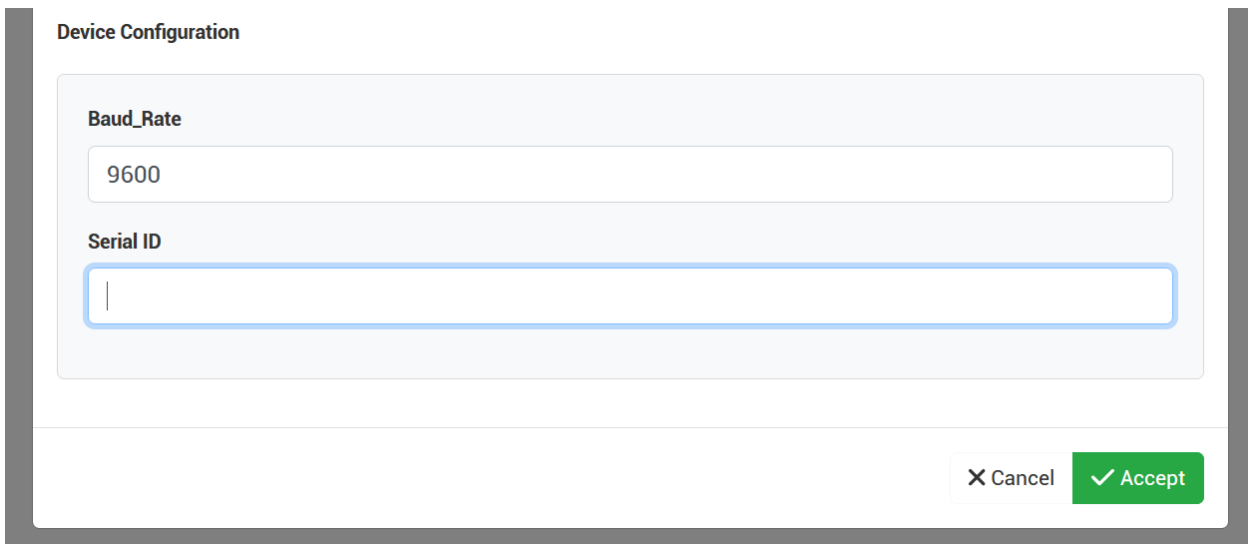 Device Configuration
Baud_Rate
9600
Serial ID
Cancel
Accept